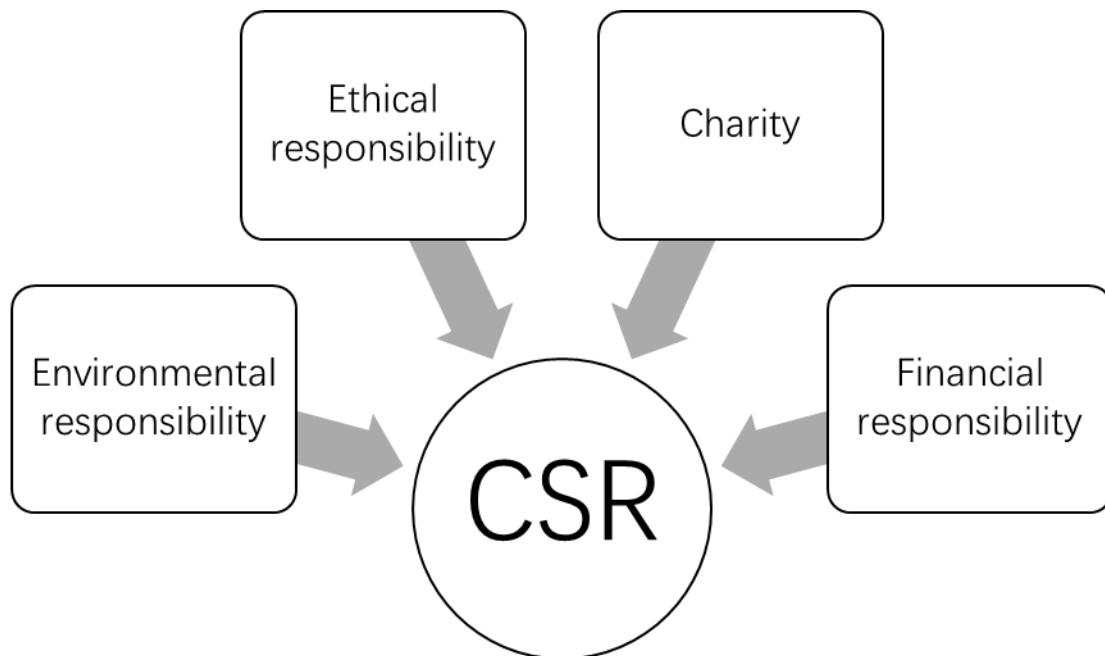 Ethical
responsibility
Charity
Environmental
responsibility
Financial
responsibility
CSR